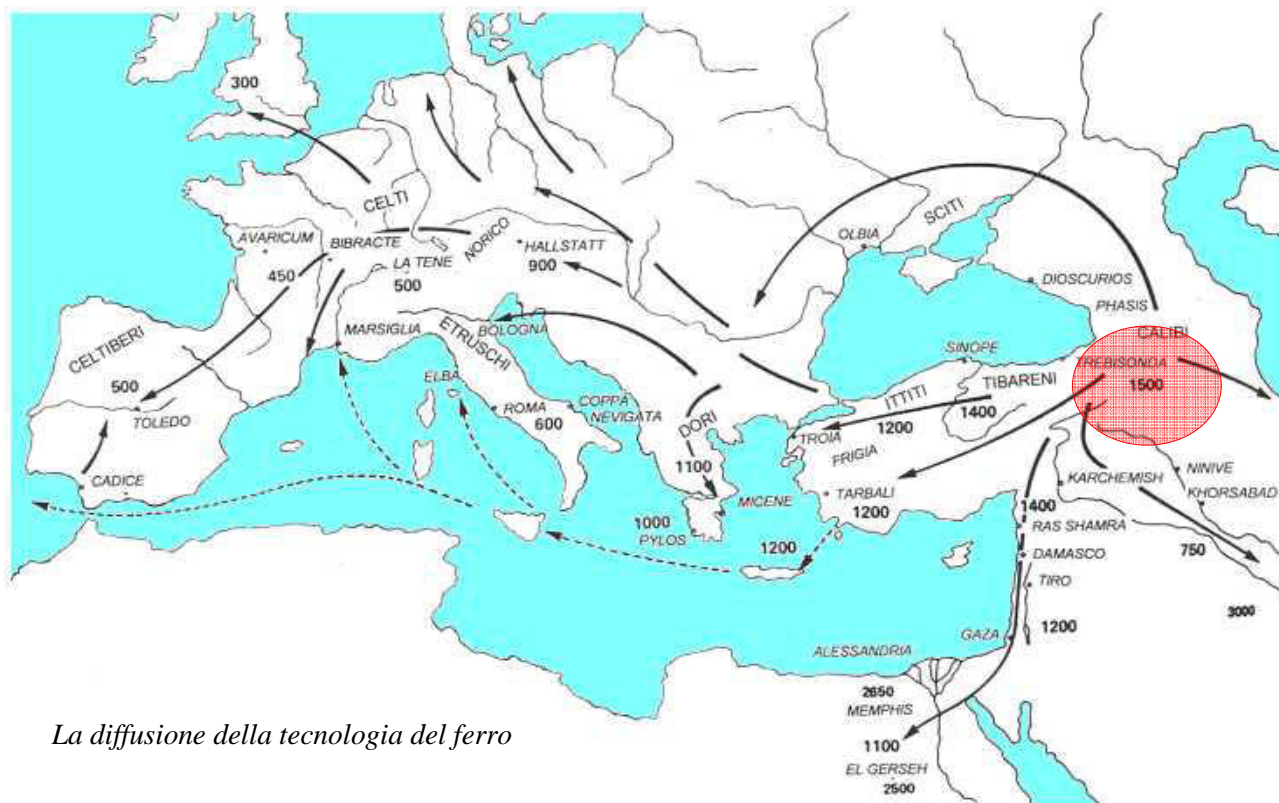 300
CELTI
AVARICUM
BIBRACTE
450
LA TENE
500
NORICO
HALLSTATT
900
OLBIA
SCITI
DIOSCURIOS
PHASIS
CALIBI
TREBISONDA
1500
SINOPE
TIBARENI
1400
ITTITI
1200
MARSIGLIA
ETRUSCHI
BOLOGNA
CELTIBERI
500
TOLEDO
CADICE
ELBA
ROMA
600
COPPA
NEVIGATA
DORI
1100
TROIA
FRIGIA
TARBALI
1200
MICENE
1000
PYLOS
1200
KARCHEMISH
NINIVE
KHORSABAD
1400
RAS SHAMRA
DAMASCO
750
TIRO
3000
1200
GAZA
ALESSANDRIA
2650
MEMPHIS
1100
EL GERSEH
2500
La diffusione della tecnologia del ferro